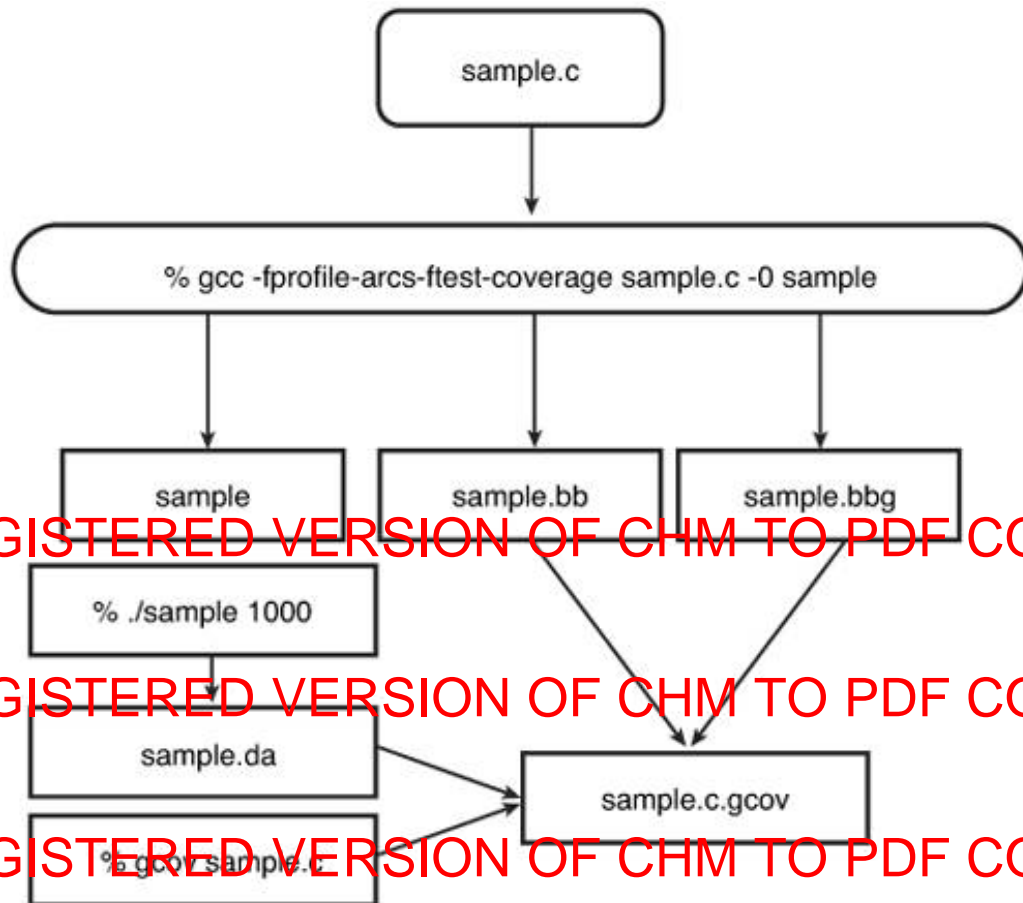 sample.c
% gcc -fprofile-arcs-ftest-coverage sample.c -0 sample
sample
sample.bb
sample.bbg
GISTERED VERSION OF CHM TO PDF CO
% ./sample 1000
GISTERED VERSION OF CHM TO PDF CO
sample.da
sample.c.gcov
% gcov sample.c
GISTERED VERSION OF CHM TO PDF CO